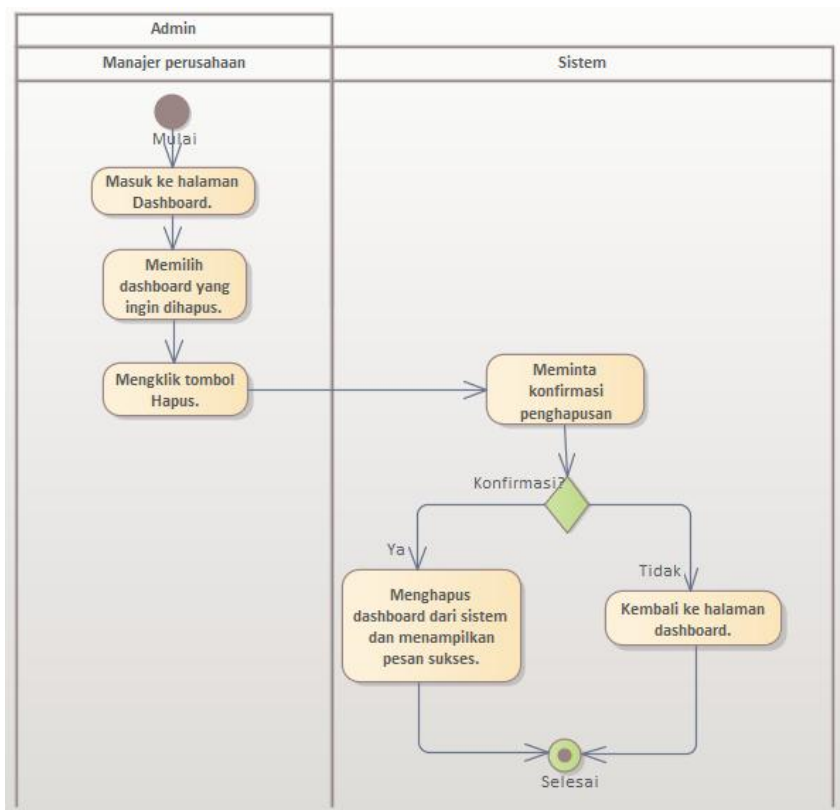 Admin
Manajer perusahaan
Sistem
Mulai
Masuk ke halaman
Dashboard.
Memilih
dashboard yang
ingin dihapus.
Mengklik tombol
Hapus.
Meminta
konfirmasi
penghapusan
Konfirmasi?
Ya
Tidak
Menghapus
dashboard dari sistem
dan menampilkan
pesan sukses.
Kembali ke halaman
dashboard.
Selesai